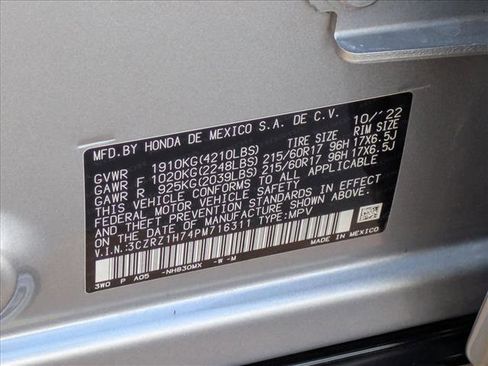 MFD.BY HONDA DE MEXICO S.A. DE C.V. 10/'22
TIRE SIZE RIM SIZE
GVWR 1910KG(4210LBS)
GAWR F 1020KG(2248LBS) 215/60R17 96H 17X6.5J
GAWR R 925KG(2039LBS) 215/60R17 96H 17X6.5J
THIS VEHICLE CONFORMS TO ALL APPLICABLE
FEDERAL MOTOR VEHICLE SAFETY, BUMPER,
AND THEFT PREVENTION STANDARDS IN EFFECT
ON THE DATE OF MANUFACTURE SHOWN ABOVE.
V.I.N.:3CZRZ1H74PM716311 TYPE:MPV
3W0 P A05 -NH830MX -W -M MADE IN MEXICO